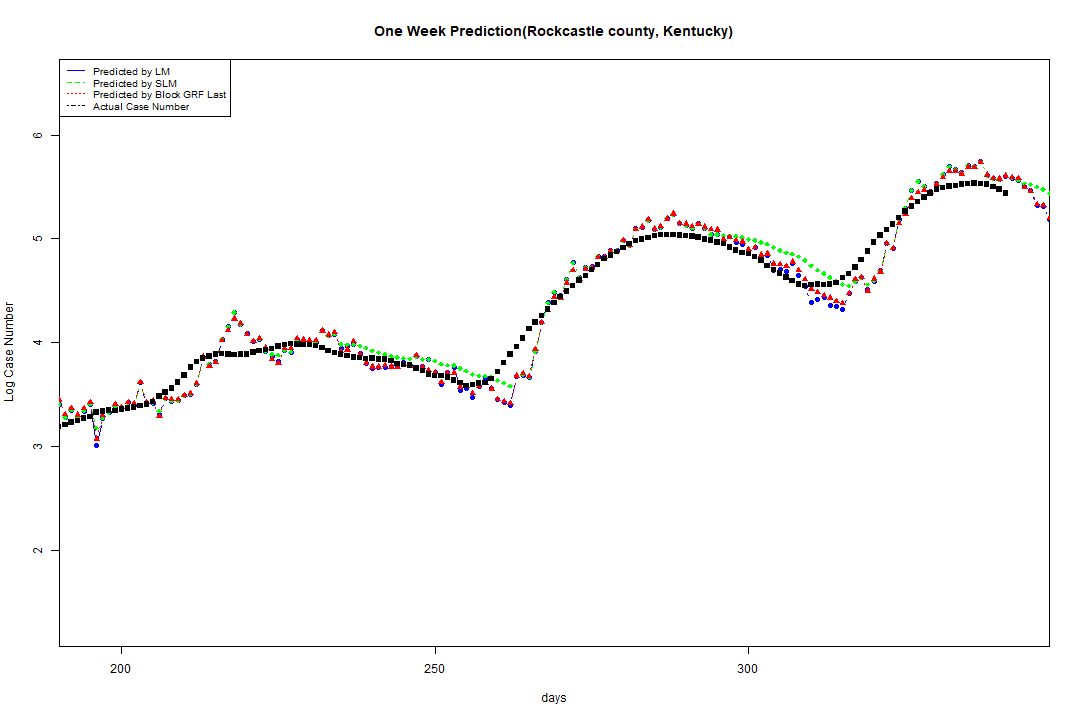 One Week Prediction(Rockcastle county, Kentucky)
Predicted by LM
Predicted by SLM
Predicted by Block GRF Last
Actual Case Number
6
5
4
3
2
Log Case Number
200 250 300
days